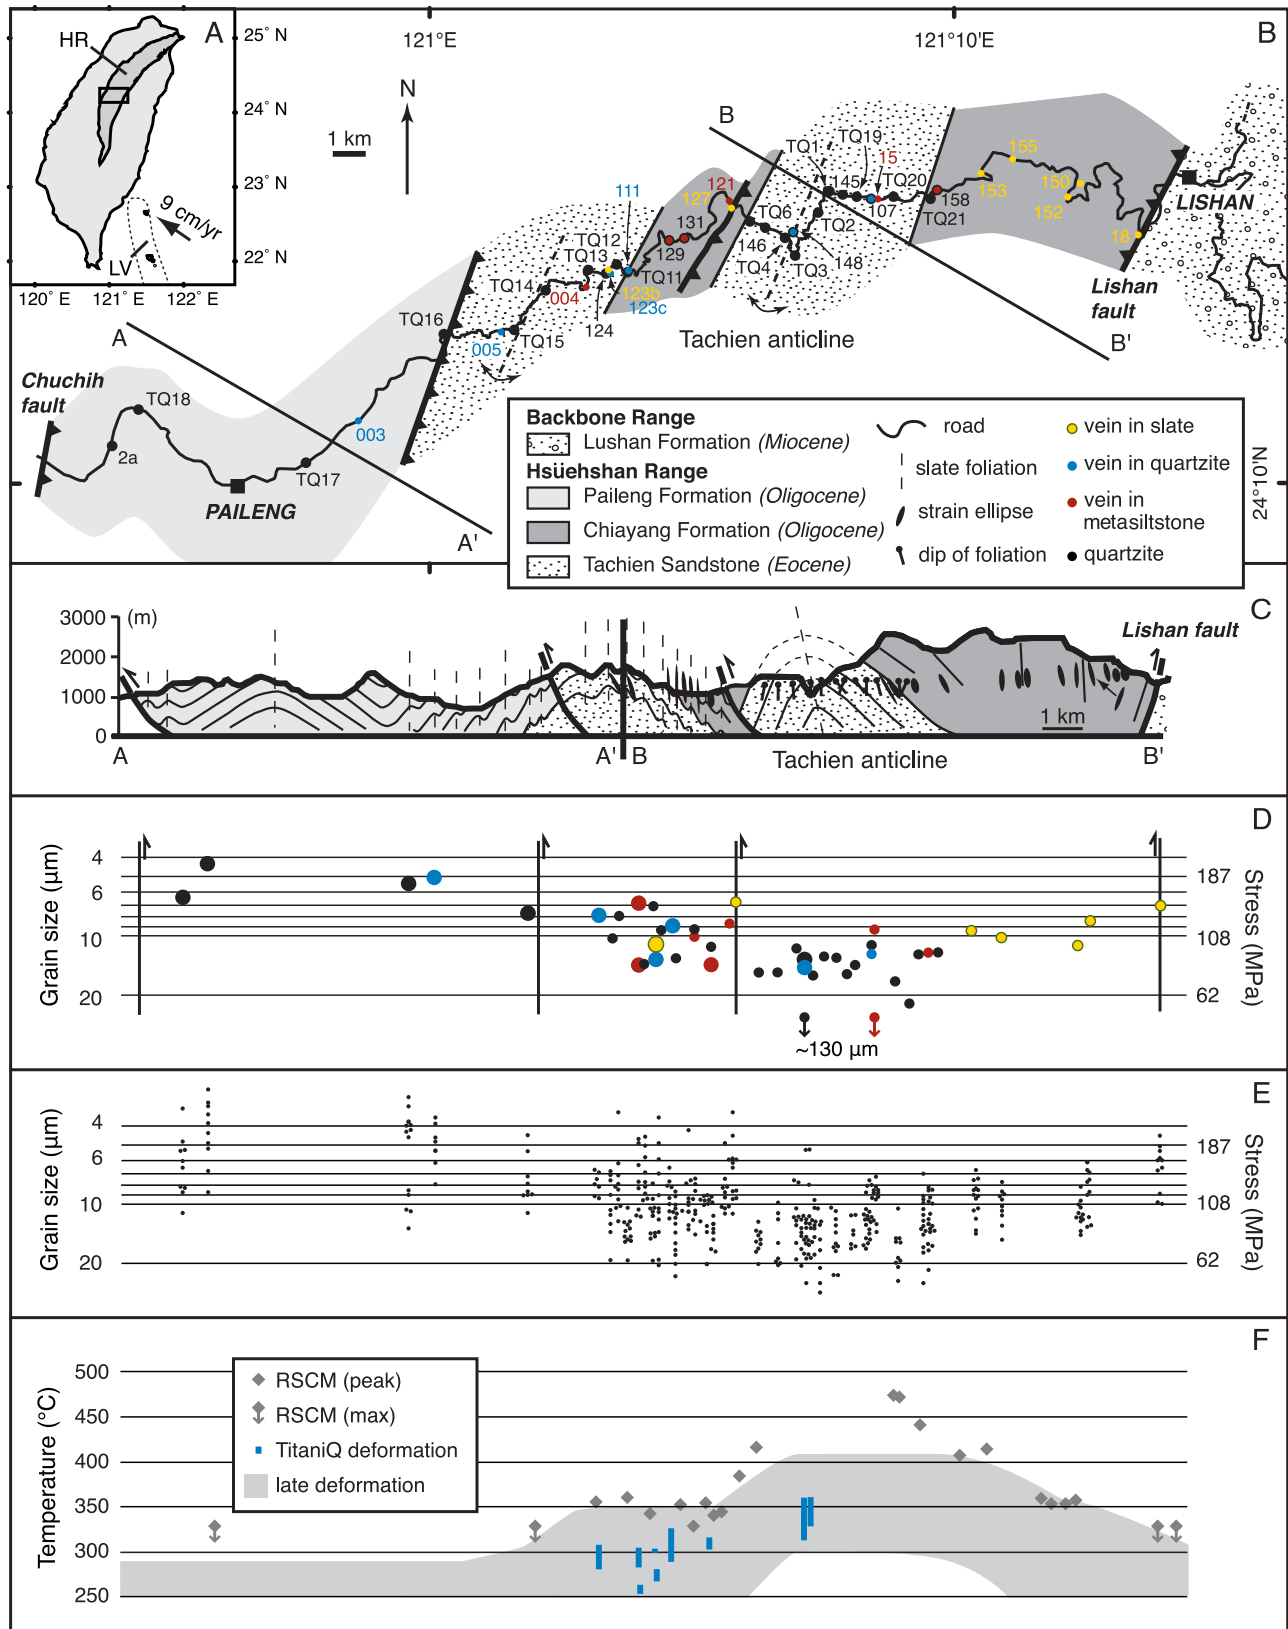 A
HR
25° N
24° N
23° N
22° N
9 cm/yr
LV
120° E
121° E
122° E
121°E
121°10'E
B
N
1 km
B
TQ1
TQ19
15
155
111
121
127
145
TQ20
153
150
LISHAN
131
TQ6
107
158
152
TQ12
129
TQ2
TQ21
18
TQ13
146
TQ11
TQ4
148
TQ14
TQ3
004
123b
Lishan
fault
123c
124
TQ16
A
TQ15
Tachien anticline
B'
005
Chuchih
fault
TQ18
003
2a
TQ17
PAILENG
A'
24°10'N
Backbone Range
Lushan Formation (Miocene)
Hsüehshan Range
Paileng Formation (Oligocene)
Chiayang Formation (Oligocene)
Tachien Sandstone (Eocene)
road
slate foliation
strain ellipse
dip of foliation
vein in slate
vein in quartzite
vein in
metasiltstone
quartzite
C
3000 (m)
2000
1000
0
Lishan fault
1 km
A
A'
B
Tachien anticline
B'
D
Grain size (µm)
4
6
10
20
187
108
62
Stress (MPa)
~130 µm
E
Grain size (µm)
4
6
10
20
187
108
62
Stress (MPa)
F
Temperature (°C)
500
450
400
350
300
250
RSCM (peak)
RSCM (max)
TitaniQ deformation
late deformation